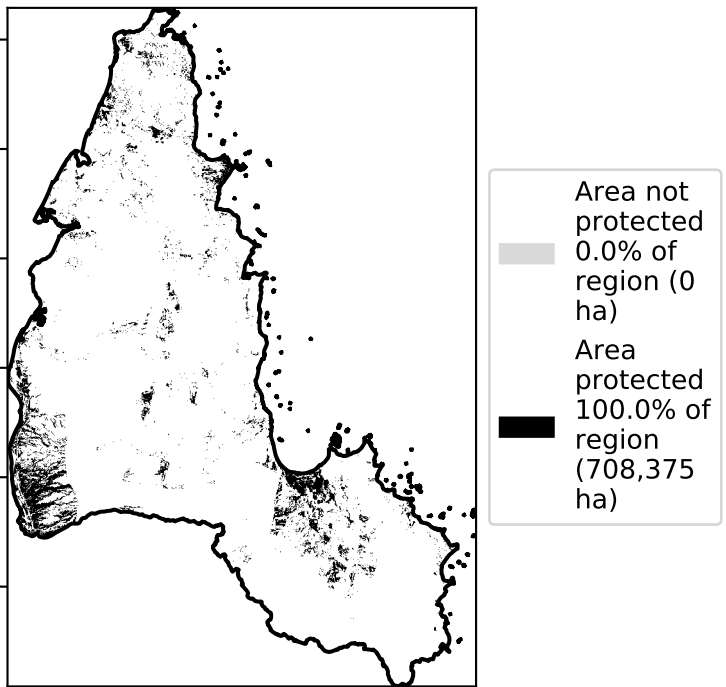 Area not
protected
0.0% of
region (0
ha)
Area
protected
100.0% of
region
(708,375
ha)